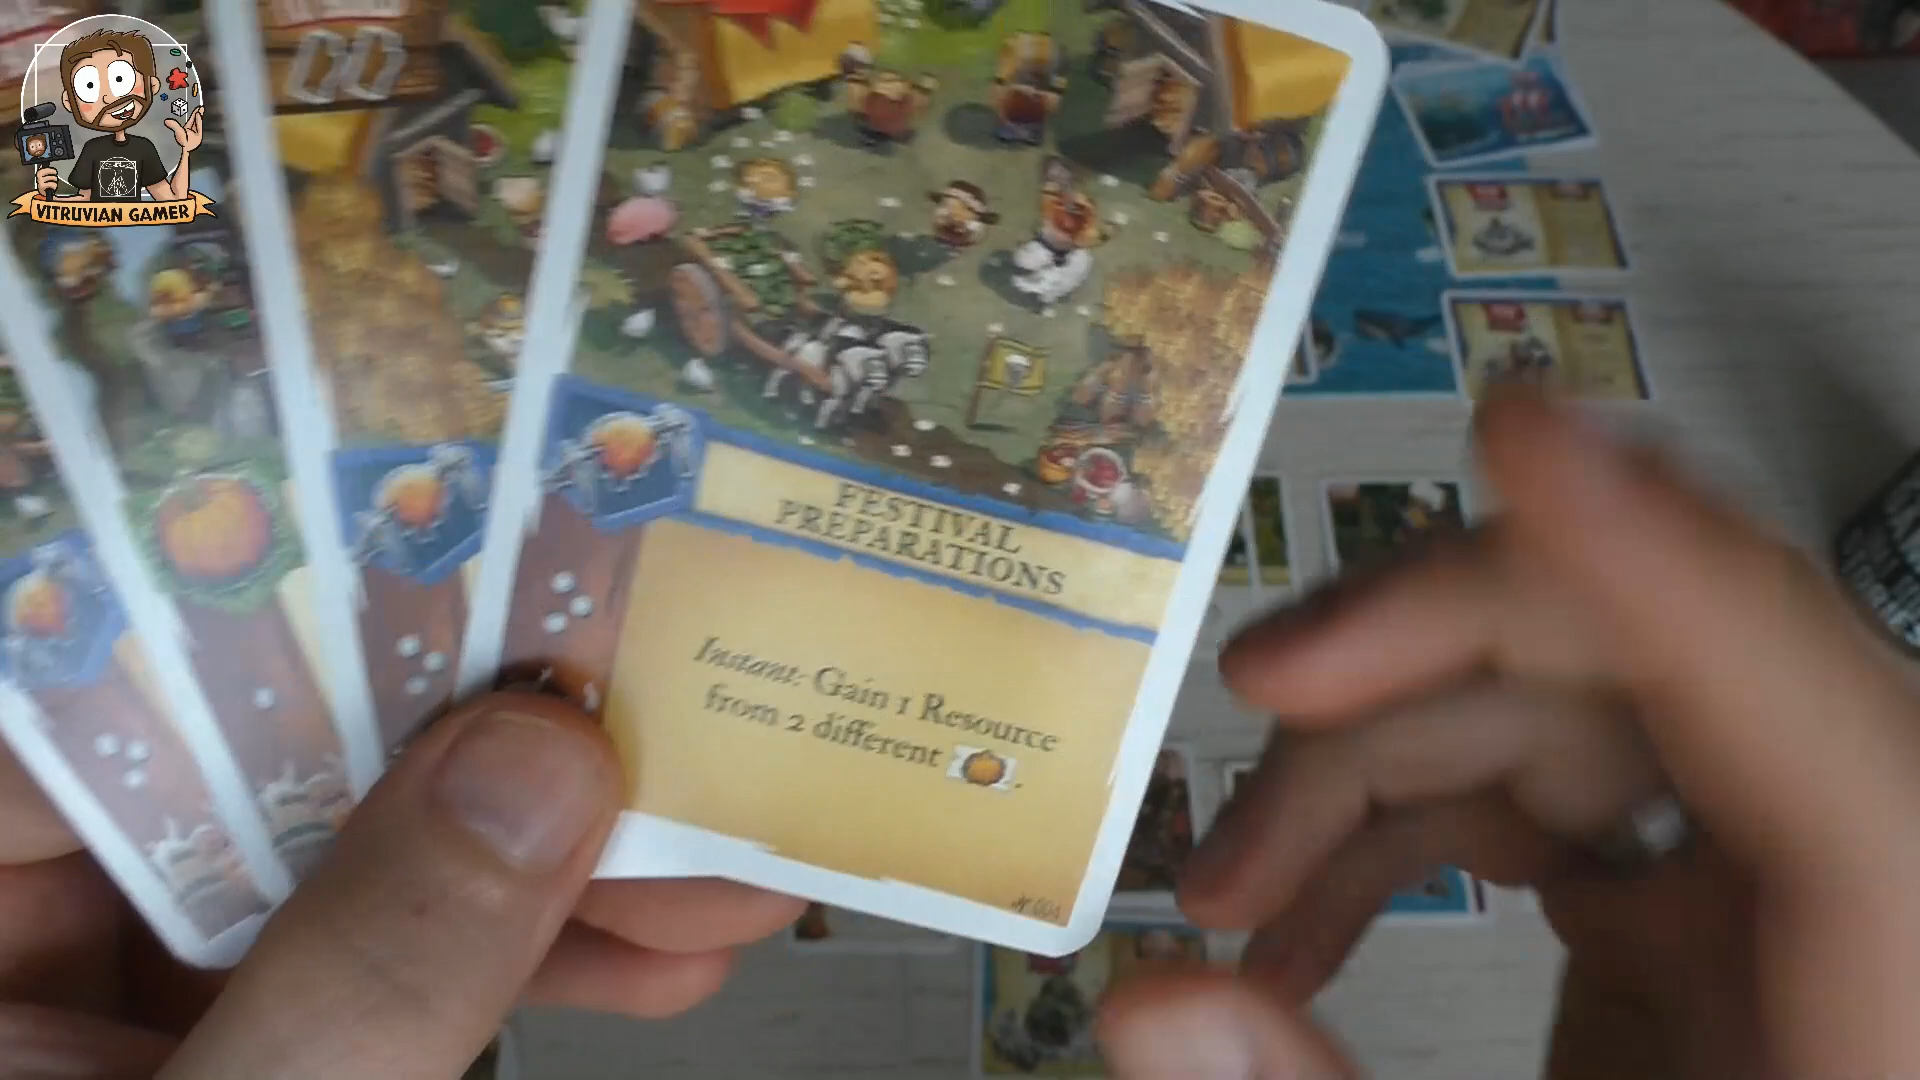 VITRUVIAN GAMER
FESTIVAL
PREPARATIONS
Instant: Gain 1 Resource
from 2 different